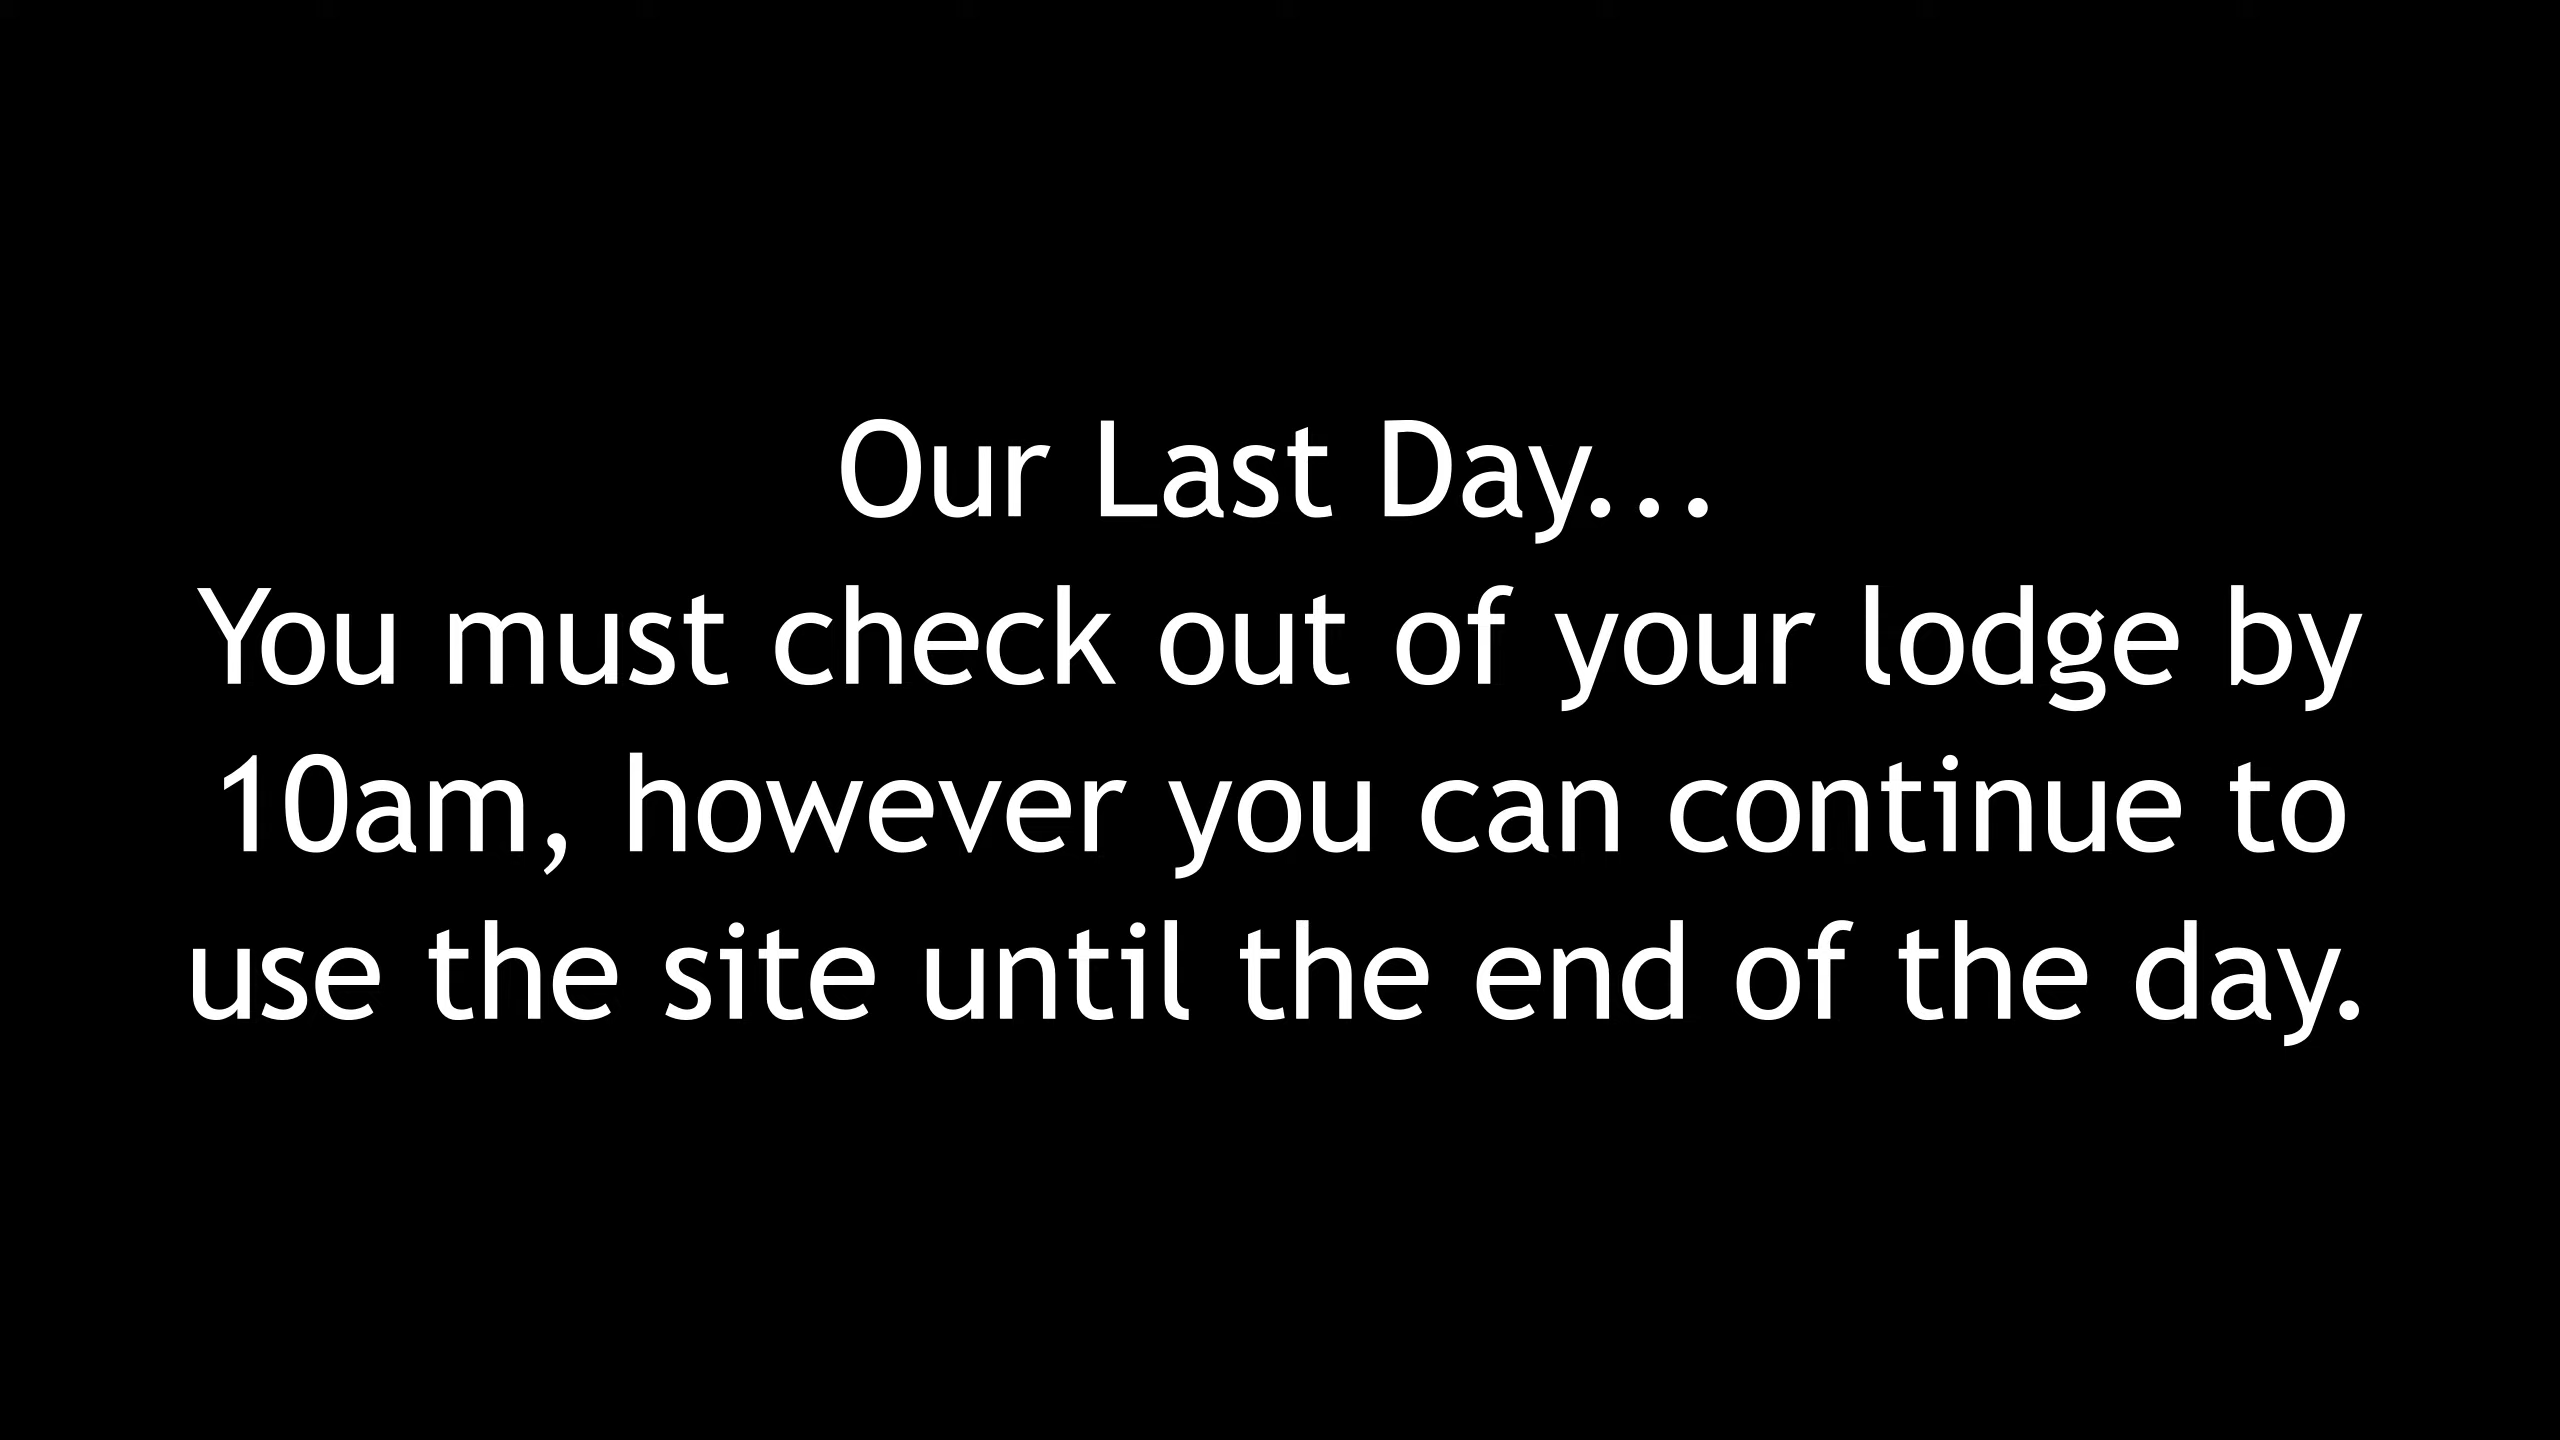 Our Last Day...
You must check out of your lodge by
10am, however you can continue to
use the site until the end of the day.